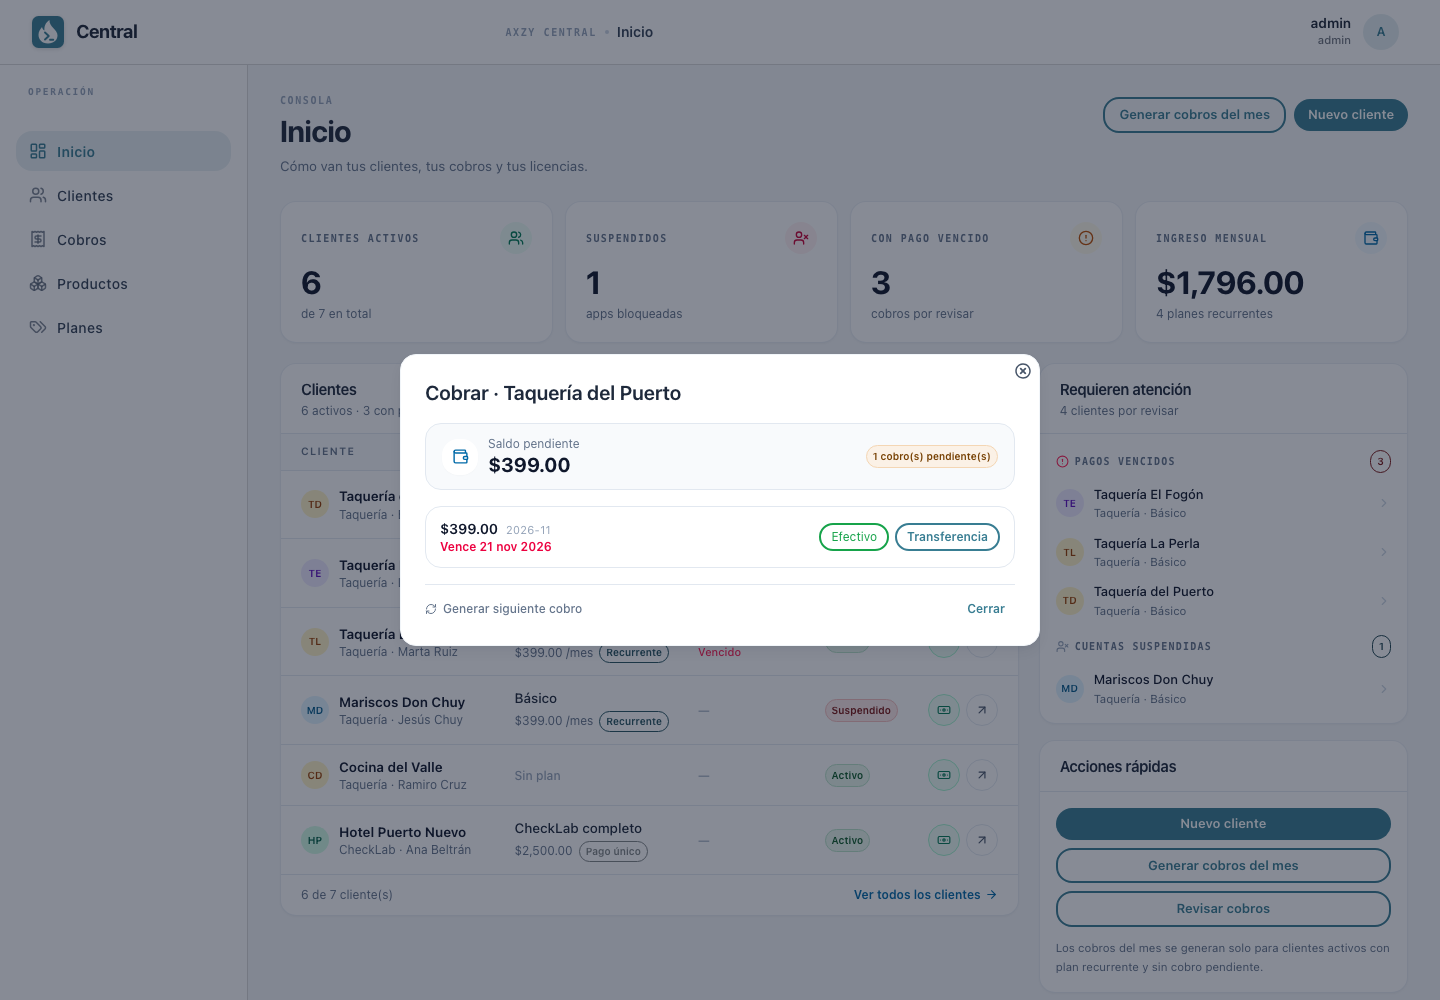 Central
AXZY CENTRAL • Inicio
admin
admin
A
OPERACIÓN
Inicio
Clientes
Cobros
Productos
Planes
CONSOLA
Inicio
Cómo van tus clientes, tus cobros y tus licencias.
Generar cobros del mes
Nuevo cliente
CLIENTES ACTIVOS
6
de 7 en total
SUSPENDIDOS
1
apps bloqueadas
CON PAGO VENCIDO
3
cobros por revisar
INGRESO MENSUAL
$1,796.00
4 planes recurrentes
Clientes
6 activos · 3 con
CLIENTE
TD
Taquería
Taquería ·
TE
Taquería
Taquería ·
TL
Taquería
Taquería · Marta Ruiz
$399.00 /mes Recurrente
Vencido
MD
Mariscos Don Chuy
Taquería · Jesús Chuy
Básico
$399.00 /mes Recurrente
—
Suspendido
CD
Cocina del Valle
Taquería · Ramiro Cruz
Sin plan
—
Activo
HP
Hotel Puerto Nuevo
CheckLab · Ana Beltrán
CheckLab completo
$2,500.00 Pago único
—
Activo
6 de 7 cliente(s)
Ver todos los clientes →
Cobrar · Taquería del Puerto
Saldo pendiente
$399.00
1 cobro(s) pendiente(s)
$399.00 2026-11
Vence 21 nov 2026
Efectivo
Transferencia
Generar siguiente cobro
Cerrar
Requieren atención
4 clientes por revisar
PAGOS VENCIDOS
3
TE
Taquería El Fogón
Taquería · Básico
TL
Taquería La Perla
Taquería · Básico
TD
Taquería del Puerto
Taquería · Básico
CUENTAS SUSPENDIDAS
1
MD
Mariscos Don Chuy
Taquería · Básico
Acciones rápidas
Nuevo cliente
Generar cobros del mes
Revisar cobros
Los cobros del mes se generan solo para clientes activos con
plan recurrente y sin cobro pendiente.